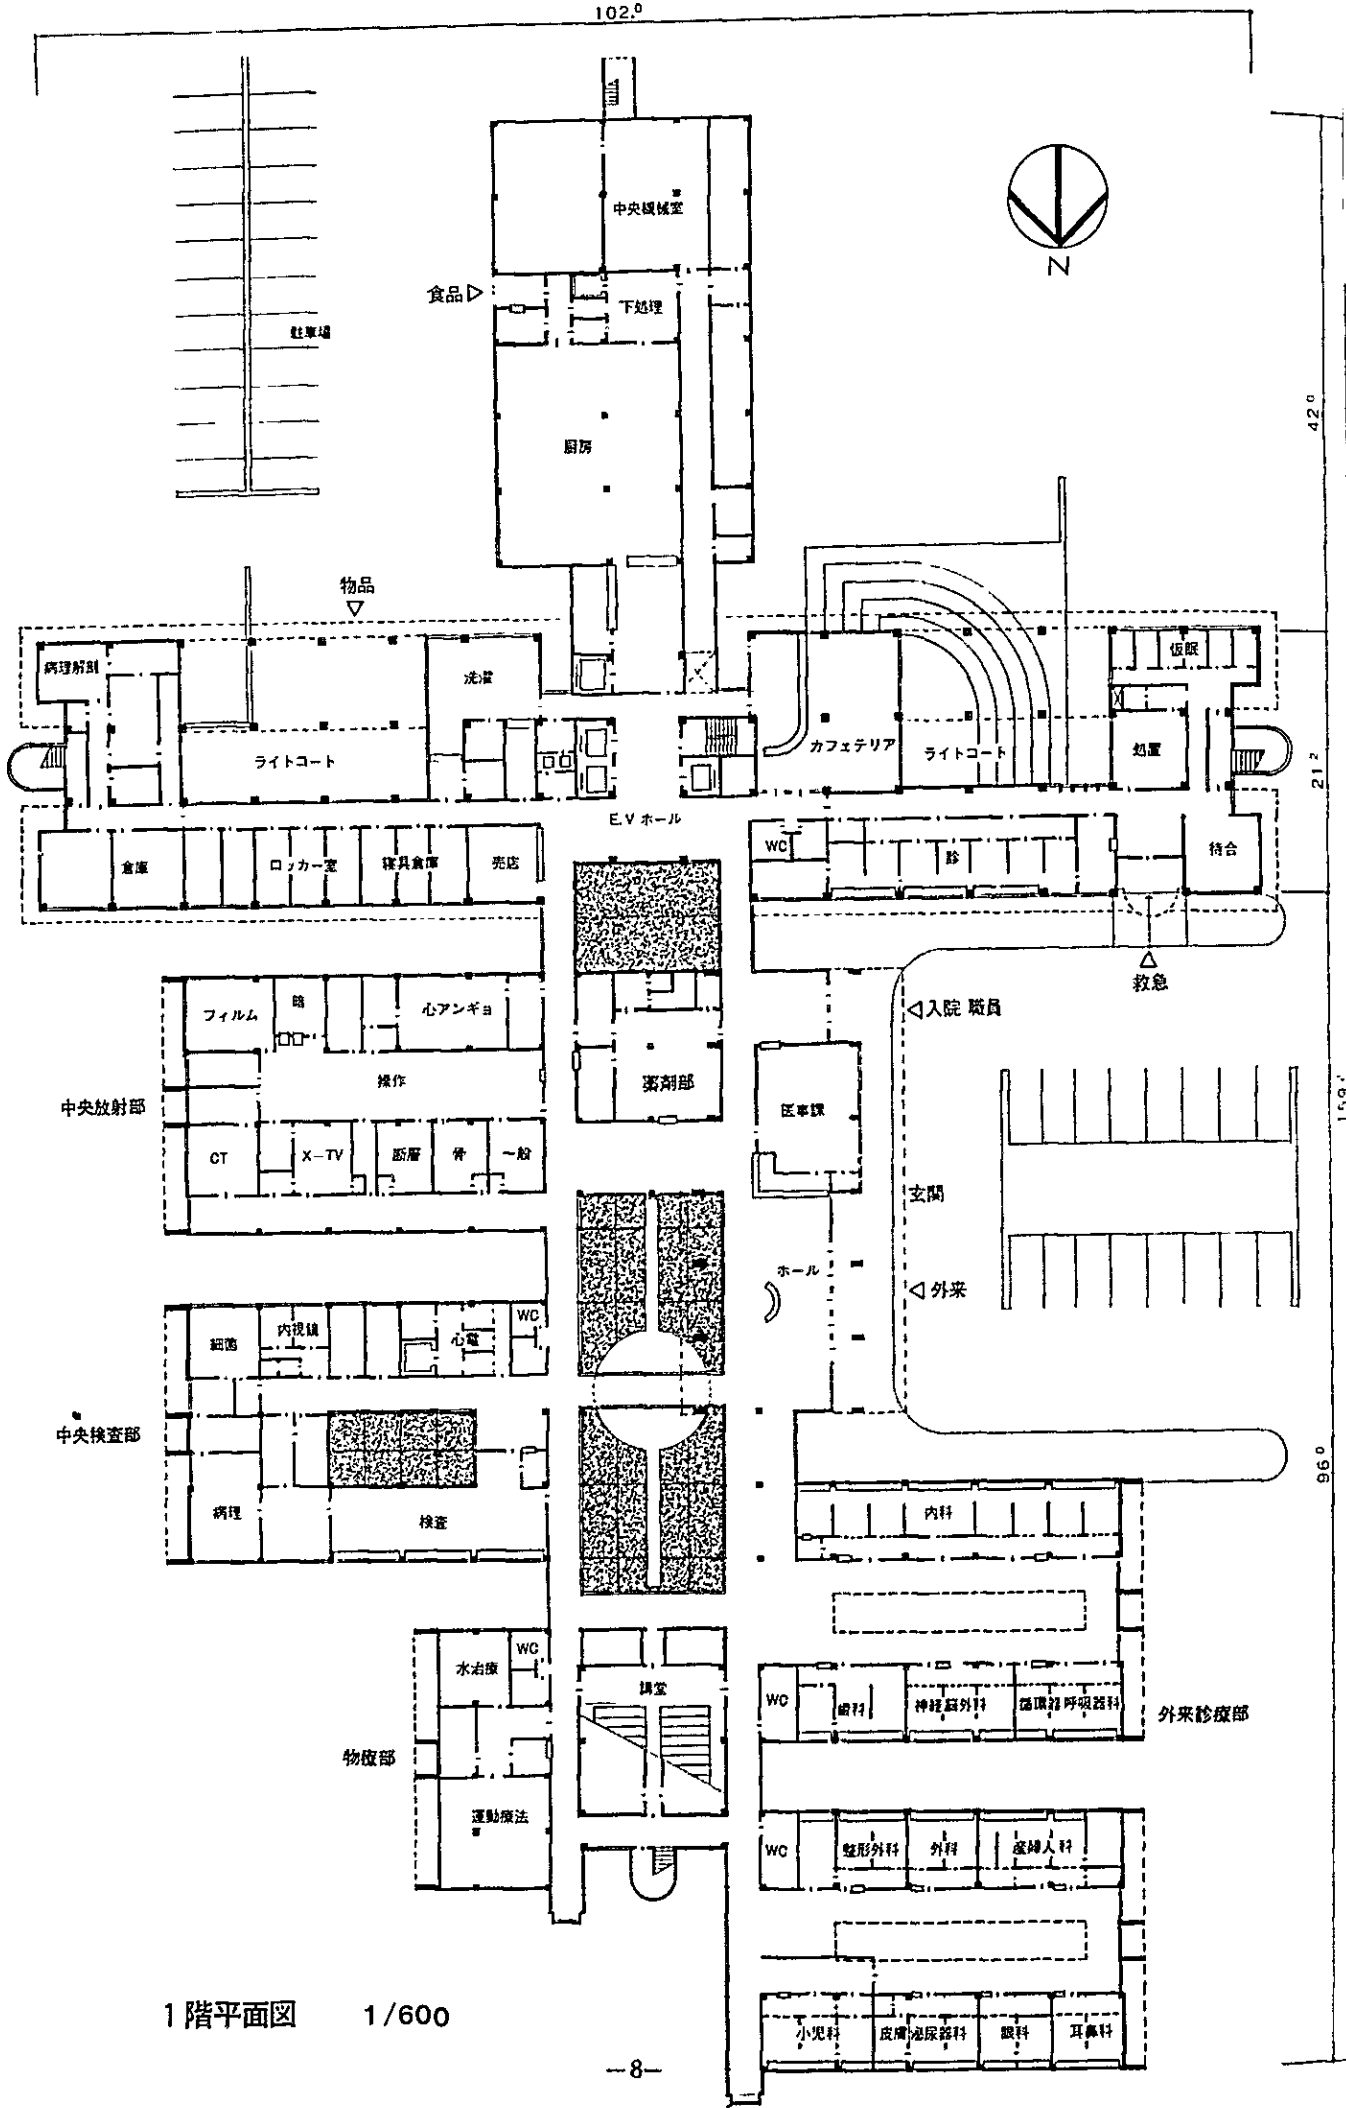 102.0
中央機械室
N
食品
下処理
駐車場
42 0
厨房
物品
病理解剖
洗濯
仮眠
ライトコート
カフェテリア
ライトコート
処置
21 2
E.V ホール
WC
診
待合
倉庫
ロッカー室
寝具倉庫
売店
救急
フィルム
暗
心アンギョ
入院 職員
操作
薬剤部
医事課
中央放射部
159.2
CT
X-TV
断層
骨
一般
玄関
ホール
外来
細菌
内視鏡
心電
WC
中央検査部
96 0
病理
検査
内科
水治療
WC
講堂
WC
歯科
神経脳外科
循環器 呼吸器科
外来診療部
物療部
運動療法
WC
整形外科
外科
産婦人科
1階平面図 1/600
小児科
皮膚泌尿器科
眼科
耳鼻科
—8—